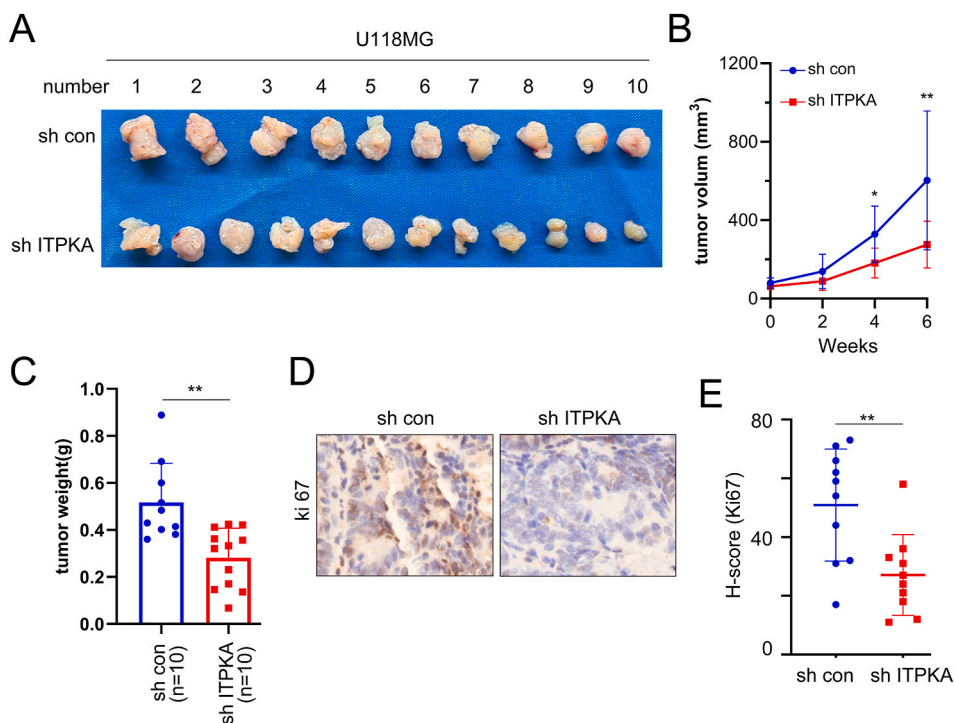 A
U118MG
number 1 2 3 4 5 6 7 8 9 10
sh con
sh ITPKA
B
sh con
sh ITPKA
tumor volum (mm³)
1200
800
400
0
*
**
0 2 4 6
Weeks
C
tumor weight(g)
1.0
0.8
0.6
0.4
0.2
0.0
**
sh con
(n=10)
sh ITPKA
(n=10)
D
sh con sh ITPKA
ki 67
E
H-score (Ki67)
80
40
0
**
sh con sh ITPKA